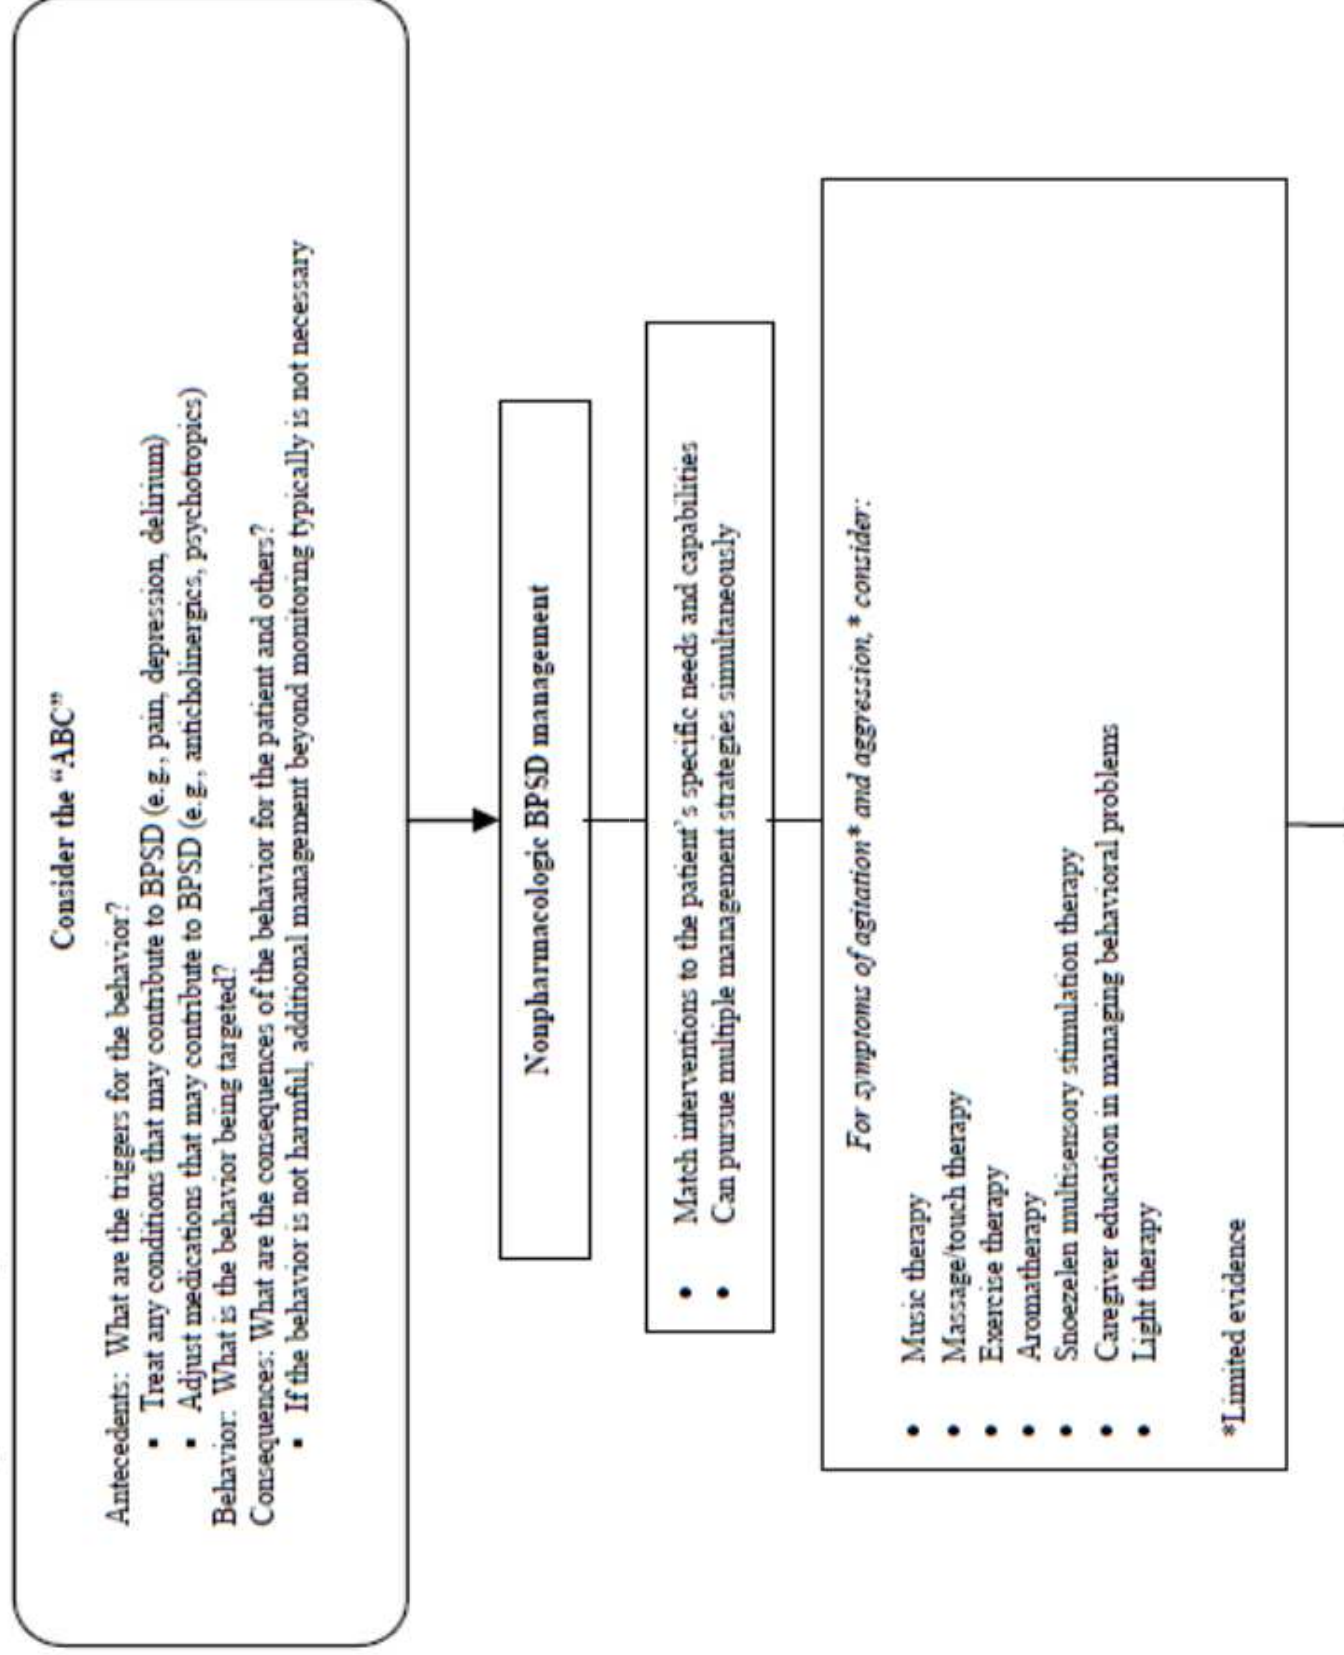 Consider the “ABC”
Antecedents: What are the triggers for the behavior?
▪ Treat any conditions that may contribute to BPSD (e.g., pain, depression, delirium)
▪ Adjust medications that may contribute to BPSD (e.g., anticholinergics, psychotropics)
Behavior: What is the behavior being targeted?
Consequences: What are the consequences of the behavior for the patient and others?
▪ If the behavior is not harmful, additional management beyond monitoring typically is not necessary
Nonpharmacologic BPSD management
• Match interventions to the patient’s specific needs and capabilities
• Can pursue multiple management strategies simultaneously
For symptoms of agitation* and aggression,* consider:
• Music therapy
• Massage/touch therapy
• Exercise therapy
• Aromatherapy
• Snoezelen multisensory stimulation therapy
• Caregiver education in managing behavioral problems
• Light therapy
*Limited evidence